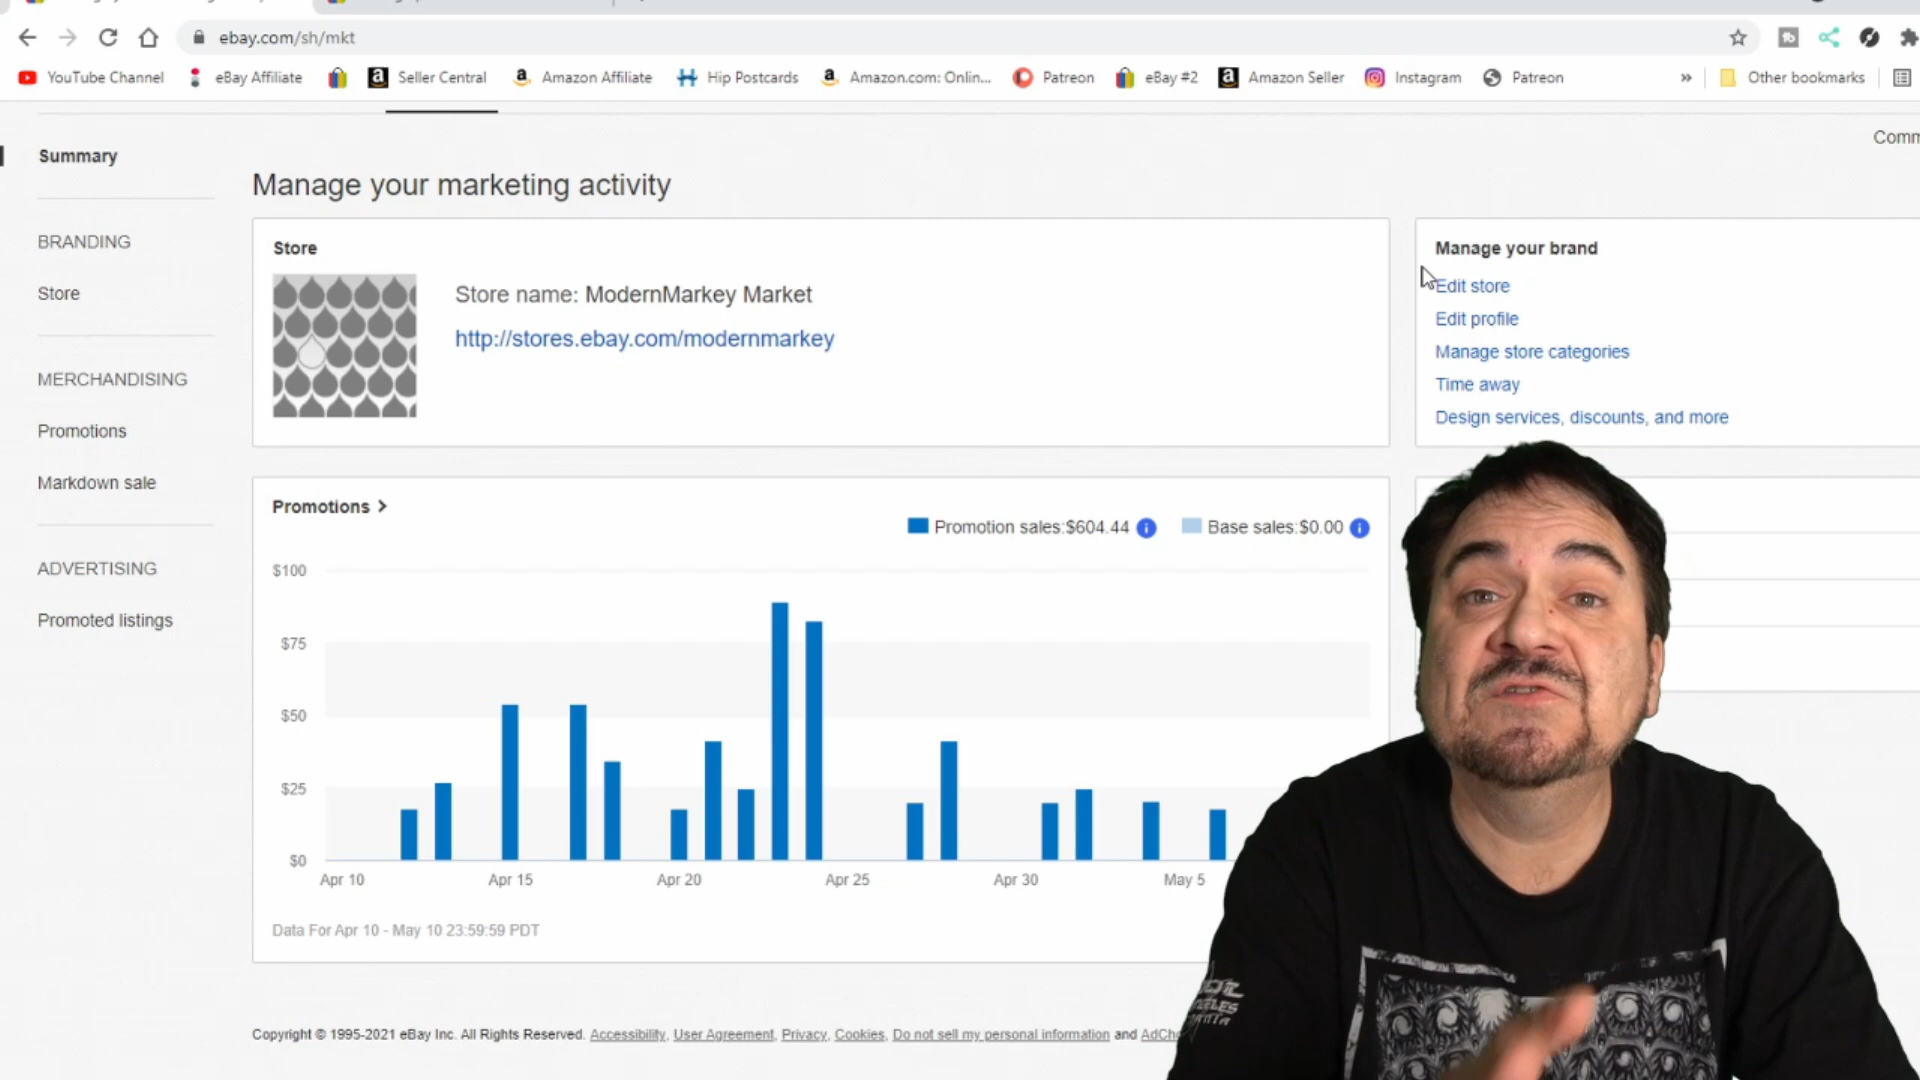 ebay.com/sh/mkt
YouTube Channel eBay Affiliate Seller Central Amazon Affiliate Hip Postcards Amazon.com: Onlin... Patreon eBay #2 Amazon Seller Instagram Patreon » Other bookmarks
Comm
Summary
BRANDING
Store
MERCHANDISING
Promotions
Markdown sale
ADVERTISING
Promoted listings
Manage your marketing activity
Store
Store name: ModernMarkey Market
http://stores.ebay.com/modernmarkey
Manage your brand
Edit store
Edit profile
Manage store categories
Time away
Design services, discounts, and more
Promotions >
Promotion sales:$604.44 Base sales:$0.00
$100
$75
$50
$25
$0
Apr 10 Apr 15 Apr 20 Apr 25 Apr 30 May 5
Data For Apr 10 - May 10 23:59:59 PDT
Copyright © 1995-2021 eBay Inc. All Rights Reserved. Accessibility, User Agreement, Privacy, Cookies, Do not sell my personal information and AdCh